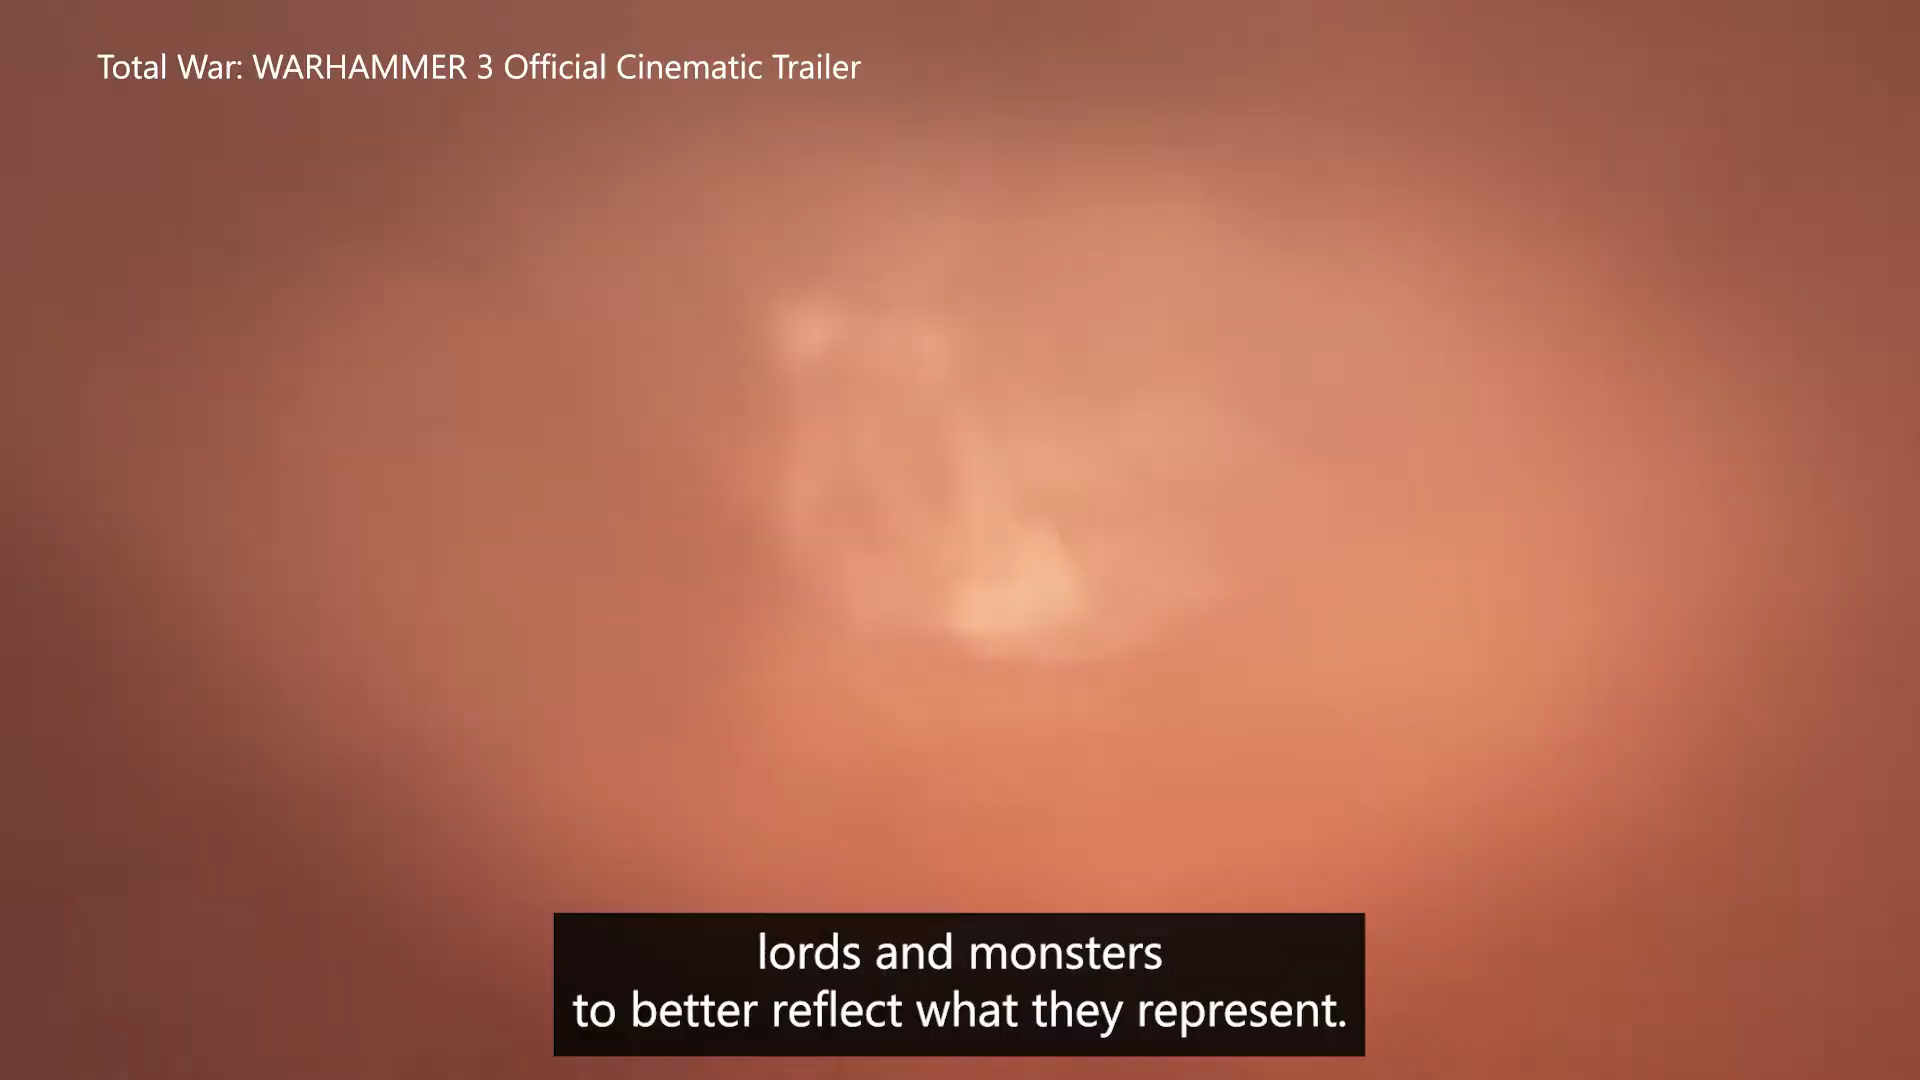 Total War: WARHAMMER 3 Official Cinematic Trailer
lords and monsters
to better reflect what they represent.